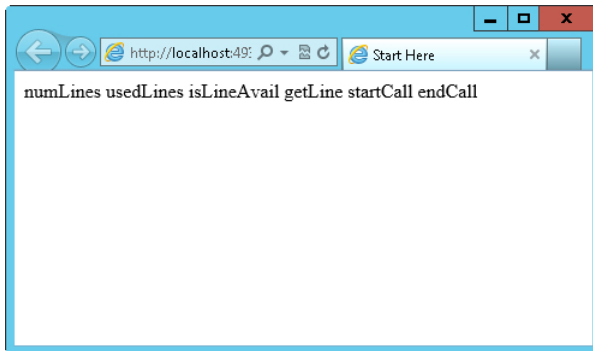 http://localhost:49
Start Here
numLines usedLines isLineAvail getLine startCall endCall